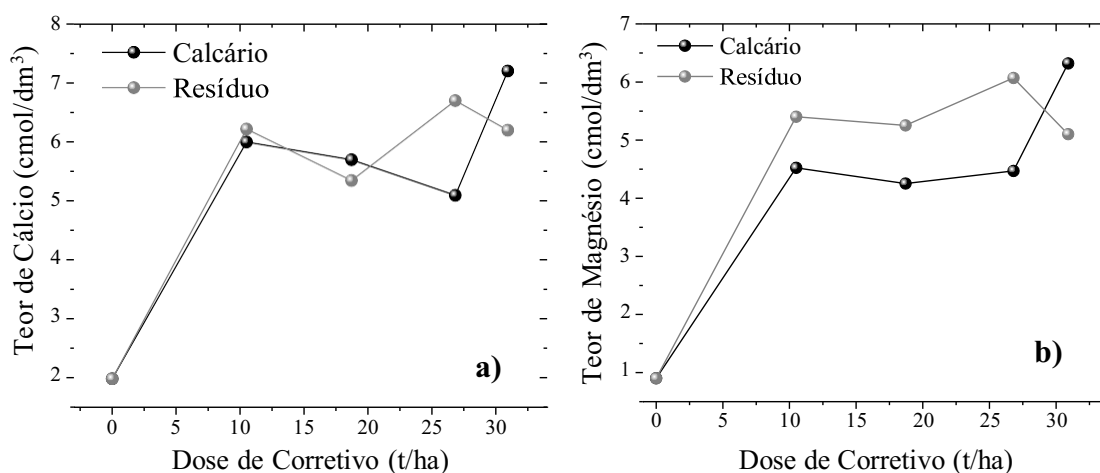 8
7
6
5
4
3
2
Teor de Cálcio (cmol/dm³)
Calcário
Resíduo
a)
0 5 10 15 20 25 30
Dose de Corretivo (t/ha)
7
6
5
4
3
2
1
Teor de Magnésio (cmol/dm³)
Calcário
Resíduo
b)
0 5 10 15 20 25 30
Dose de Corretivo (t/ha)